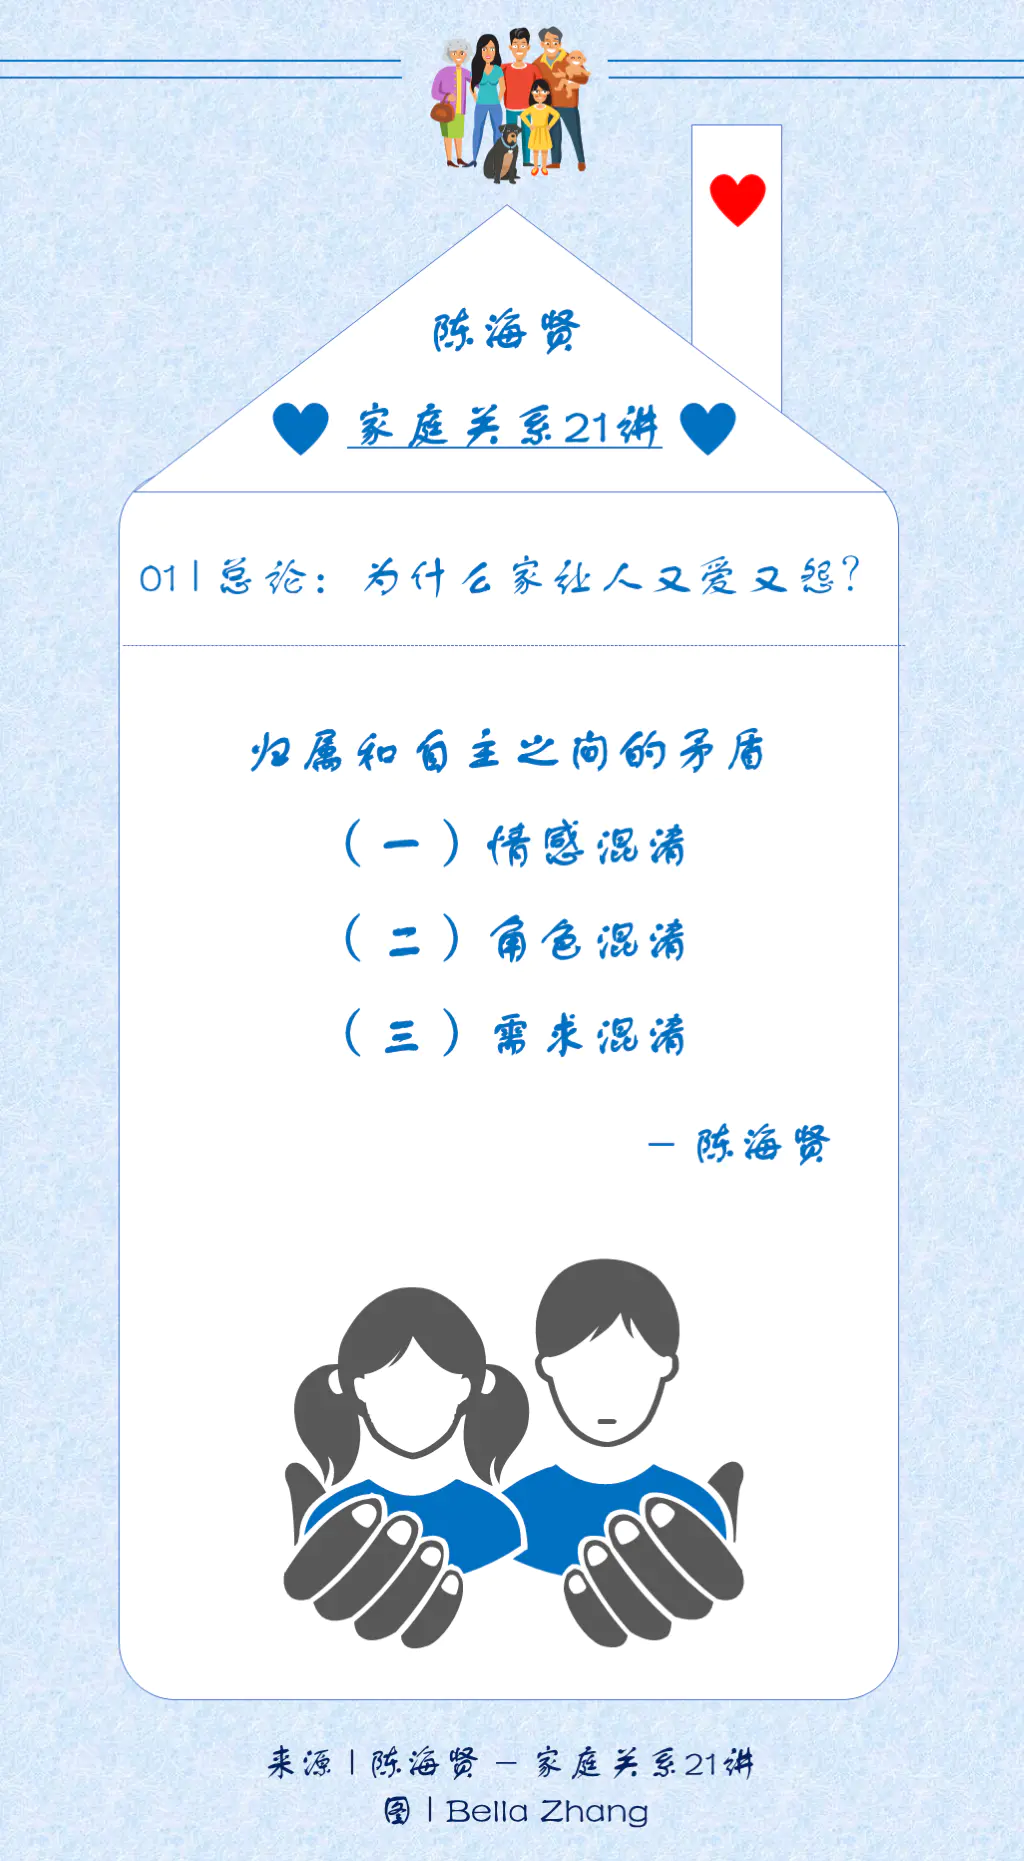 陈海贤
家庭关系21讲
01 | 总论：为什么家让人又爱又怨？
归属和自主之间的矛盾
（一）情感混淆
（二）角色混淆
（三）需求混淆
- 陈海贤
来源 | 陈海贤 - 家庭关系21讲
图 | Bella Zhang